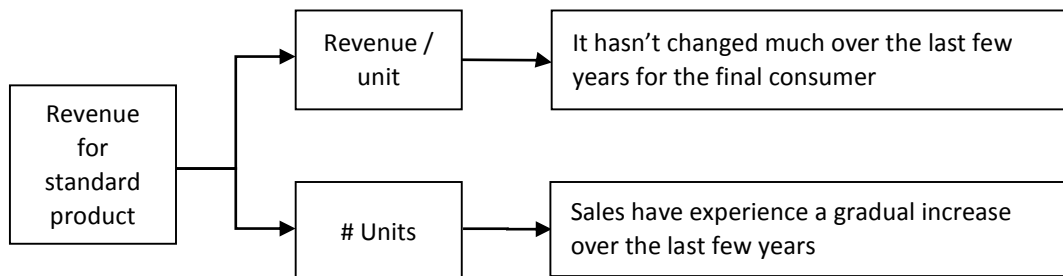 Revenue
for
standard
product
Revenue /
unit
It hasn’t changed much over the last few
years for the final consumer
# Units
Sales have experience a gradual increase
over the last few years